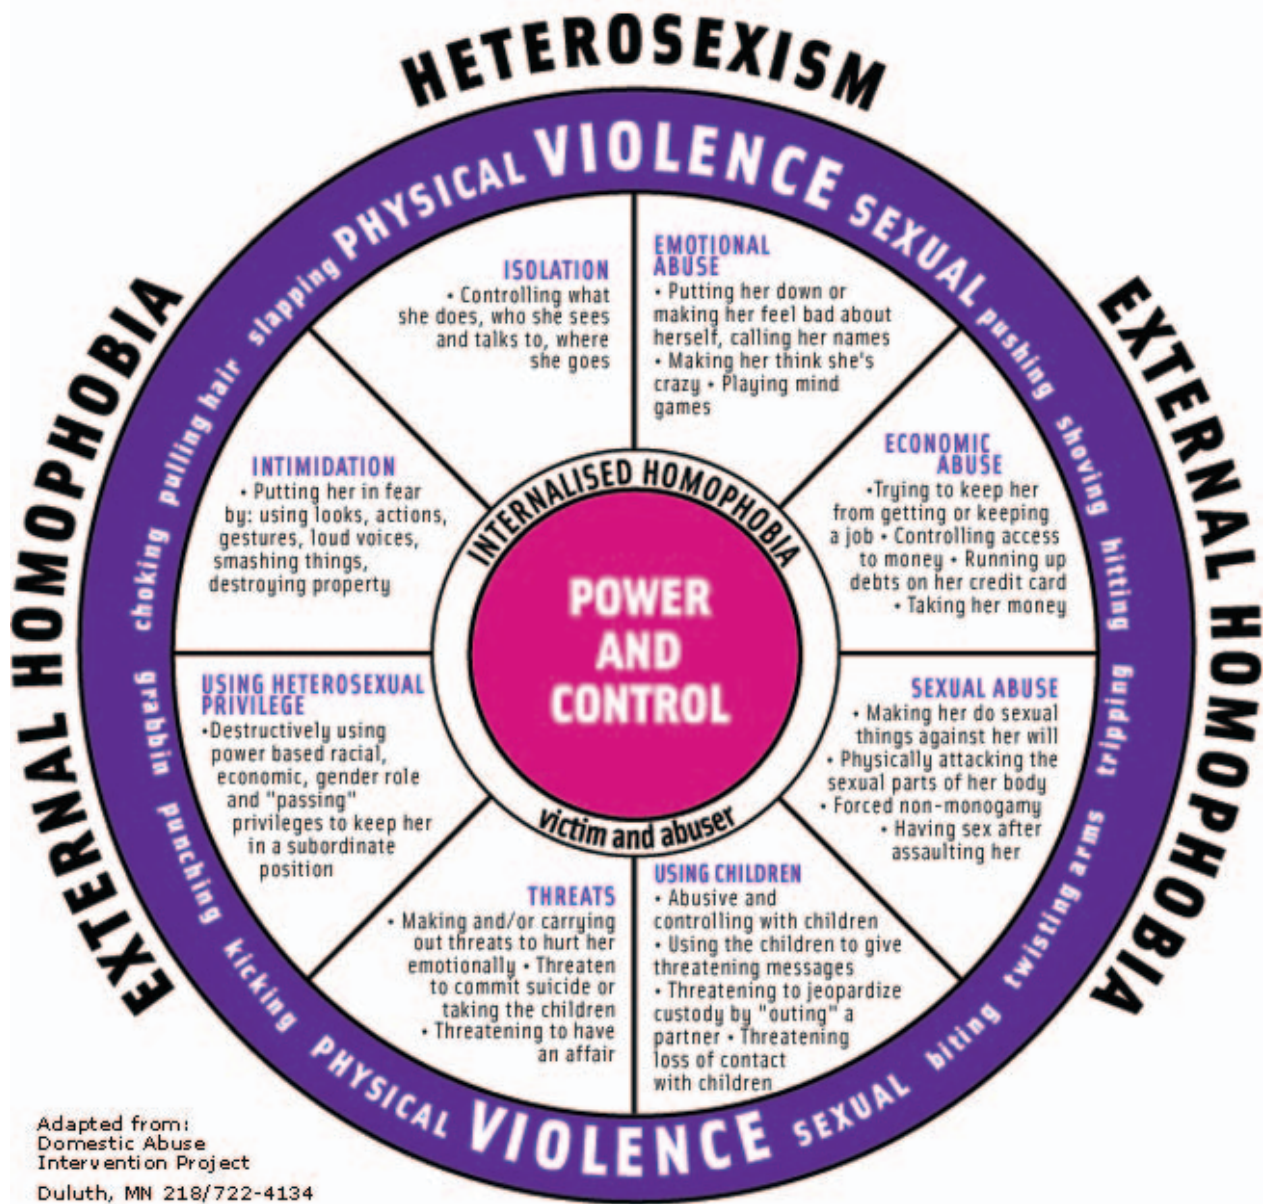 HETEROSEXISM
EXTERNAL HOMOPHOBIA
EXTERNAL HOMOPHOBIA
PHYSICAL VIOLENCE SEXUAL
pushing shoving hitting tripping twisting arms biting
slapping pulling hair choking grabbin punching kicking
PHYSICAL VIOLENCE SEXUAL
ISOLATION
• Controlling what
she does, who she sees
and talks to, where
she goes
EMOTIONAL
ABUSE
• Putting her down or
making her feel bad about
herself, calling her names
• Making her think she's
crazy • Playing mind
games
ECONOMIC
ABUSE
•Trying to keep her
from getting or keeping
a job • Controlling access
to money • Running up
debts on her credit card
• Taking her money
SEXUAL ABUSE
• Making her do sexual
things against her will
• Physically attacking the
sexual parts of her body
• Forced non-monogamy
• Having sex after
assaulting her
USING CHILDREN
• Abusive and
controlling with children
• Using the children to give
threatening messages
• Threatening to jeopardize
custody by "outing" a
partner • Threatening
loss of contact
with children
THREATS
• Making and/or carrying
out threats to hurt her
emotionally • Threaten
to commit suicide or
taking the children
• Threatening to have
an affair
USING HETEROSEXUAL
PRIVILEGE
•Destructively using
power based racial,
economic, gender role
and "passing"
privileges to keep her
in a subordinate
position
INTIMIDATION
• Putting her in fear
by: using looks, actions,
gestures, loud voices,
smashing things,
destroying property
INTERNALISED HOMOPHOBIA
POWER
AND
CONTROL
victim and abuser
Adapted from:
Domestic Abuse
Intervention Project
Duluth, MN 218/722-4134